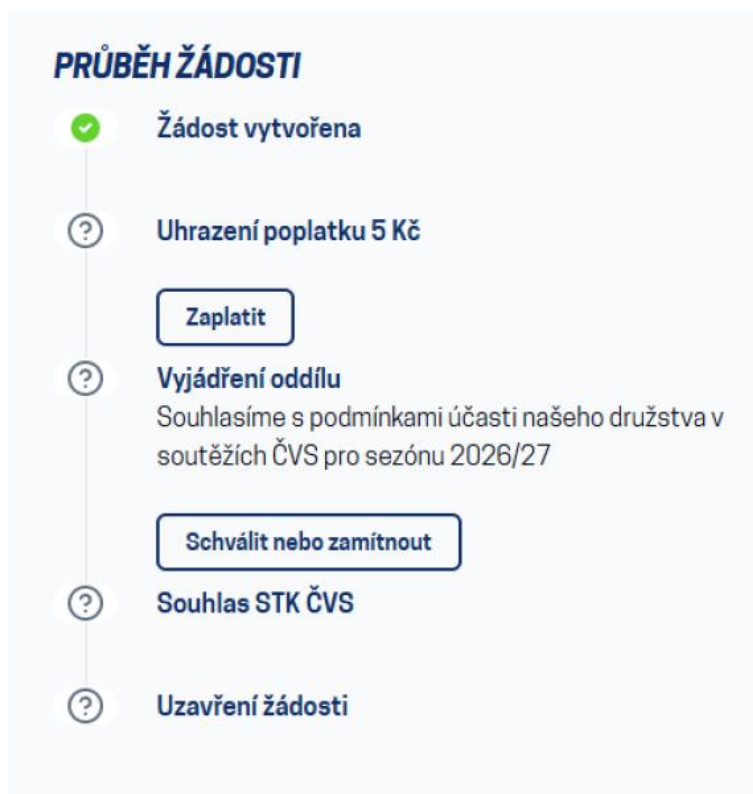 PRŮBĚH ŽÁDOSTI
Žádost vytvořena
Uhrazení poplatku 5 Kč
Zaplatit
Vyjádření oddílu
Souhlasíme s podmínkami účasti našeho družstva v
soutěžích ČVS pro sezónu 2026/27
Schválit nebo zamítnout
Souhlas STK ČVS
Uzavření žádosti